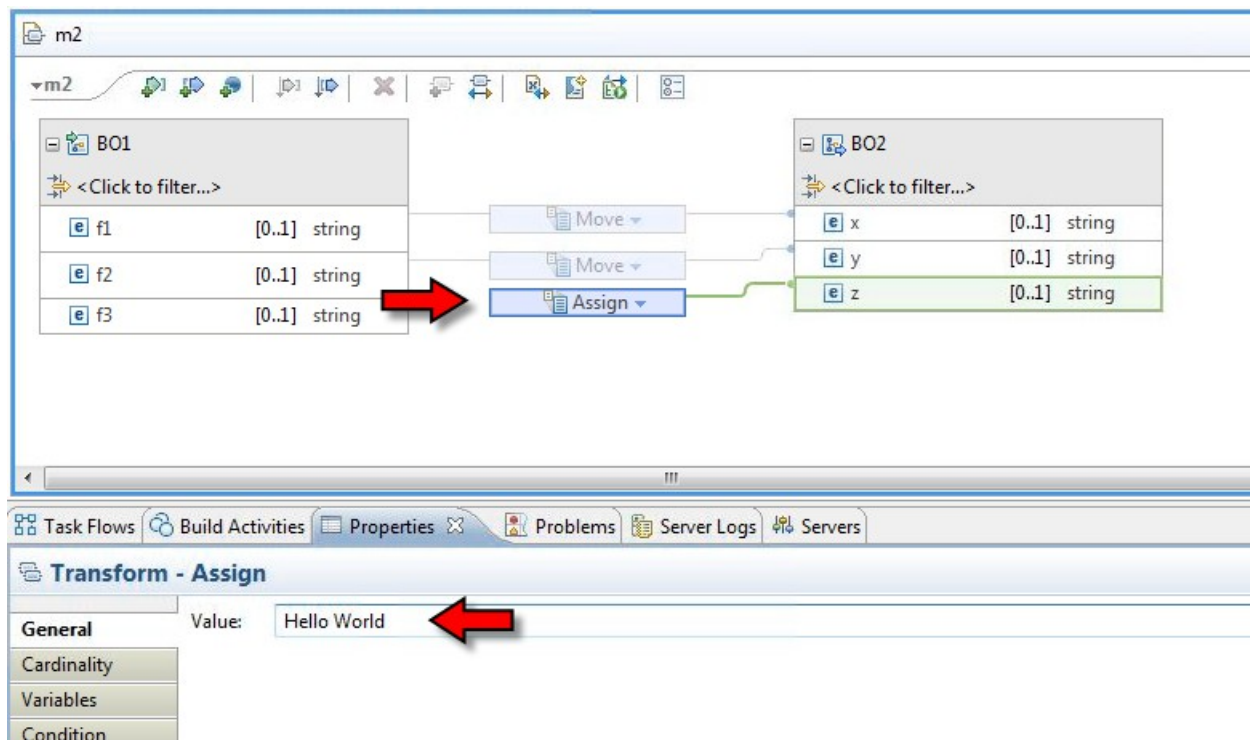 m2
m2
BO1
<Click to filter...>
f1 [0..1] string
f2 [0..1] string
f3 [0..1] string
Move
Move
Assign
BO2
<Click to filter...>
x [0..1] string
y [0..1] string
z [0..1] string
Task Flows Build Activities Properties Problems Server Logs Servers
Transform - Assign
General
Value: Hello World
Cardinality
Variables
Condition